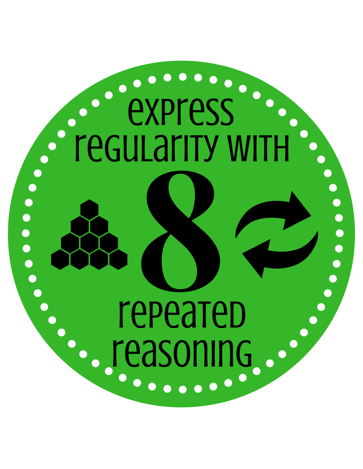 express
regularity with
8
repeated
reasoning